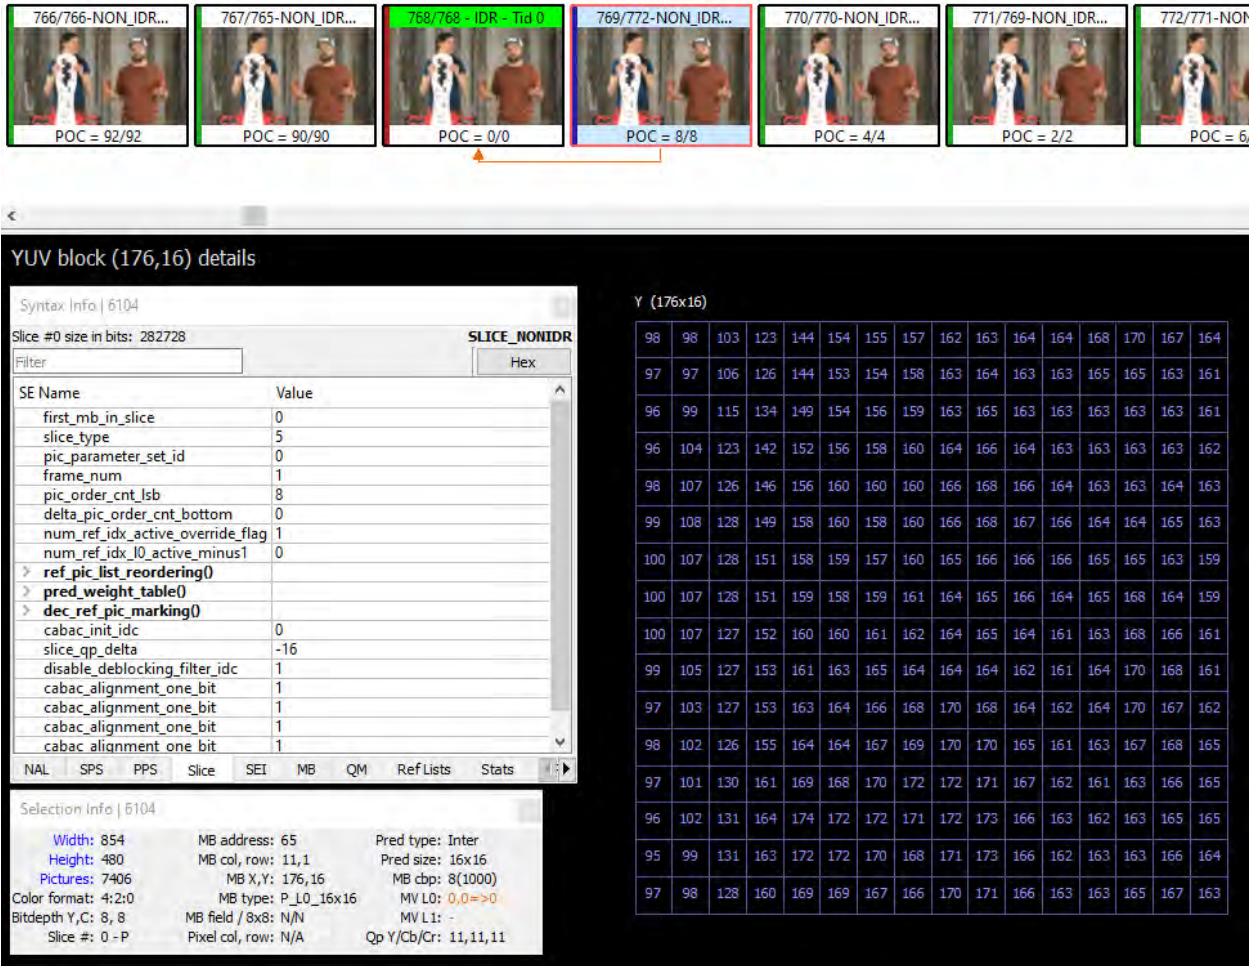 766/766-NON_IDR... 767/765-NON_IDR... 768/768 - IDR - Tid 0 769/772-NON_IDR... 770/770-NON_IDR... 771/769-NON_IDR... 772/771-NON
POC = 92/92 POC = 90/90 POC = 0/0 POC = 8/8 POC = 4/4 POC = 2/2 POC = 6/
YUV block (176,16) details
Syntax Info | 6104
Slice #0 size in bits: 282728 SLICE_NONIDR
Filter Hex
SE Name Value
first_mb_in_slice 0
slice_type 5
pic_parameter_set_id 0
frame_num 1
pic_order_cnt_lsb 8
delta_pic_order_cnt_bottom 0
num_ref_idx_active_override_flag 1
num_ref_idx_l0_active_minus1 0
ref_pic_list_reordering()
pred_weight_table()
dec_ref_pic_marking()
cabac_init_idc 0
slice_qp_delta -16
disable_deblocking_filter_idc 1
cabac_alignment_one_bit 1
cabac_alignment_one_bit 1
cabac_alignment_one_bit 1
cabac_alignment_one_bit 1
NAL SPS PPS Slice SEI MB QM Ref Lists Stats
Selection Info | 6104
Width: 854 MB address: 65 Pred type: Inter
Height: 480 MB col, row: 11,1 Pred size: 16x16
Pictures: 7406 MB X,Y: 176,16 MB cbp: 8(1000)
Color format: 4:2:0 MB type: P_L0_16x16 MV L0: 0,0=>0
Bitdepth Y,C: 8, 8 MB field / 8x8: N/N MV L1: -
Slice #: 0 - P Pixel col, row: N/A Qp Y/Cb/Cr: 11,11,11
Y (176x16)
98 98 103 123 144 154 155 157 162 163 164 164 168 170 167 164
97 97 106 126 144 153 154 158 163 164 163 163 165 165 163 161
96 99 115 134 149 154 156 159 163 165 163 163 163 163 163 161
96 104 123 142 152 156 158 160 164 166 164 163 163 163 163 162
98 107 126 146 156 160 160 160 166 168 166 164 163 163 164 163
99 108 128 149 158 160 158 160 166 168 167 166 164 164 165 163
100 107 128 151 158 159 157 160 165 166 166 166 165 165 163 159
100 107 128 151 159 158 159 161 164 165 166 164 165 168 164 159
100 107 127 152 160 160 161 162 164 165 164 161 163 168 166 161
99 105 127 153 161 163 165 164 164 164 162 161 164 170 168 161
97 103 127 153 163 164 166 168 170 168 164 162 164 170 167 162
98 102 126 155 164 164 167 169 170 170 165 161 163 167 168 165
97 101 130 161 169 168 170 172 172 171 167 162 161 163 166 165
96 102 131 164 174 172 172 171 172 173 166 163 162 163 165 165
95 99 131 163 172 172 170 168 171 173 166 162 163 163 166 164
97 98 128 160 169 169 167 166 170 171 166 163 163 165 167 163